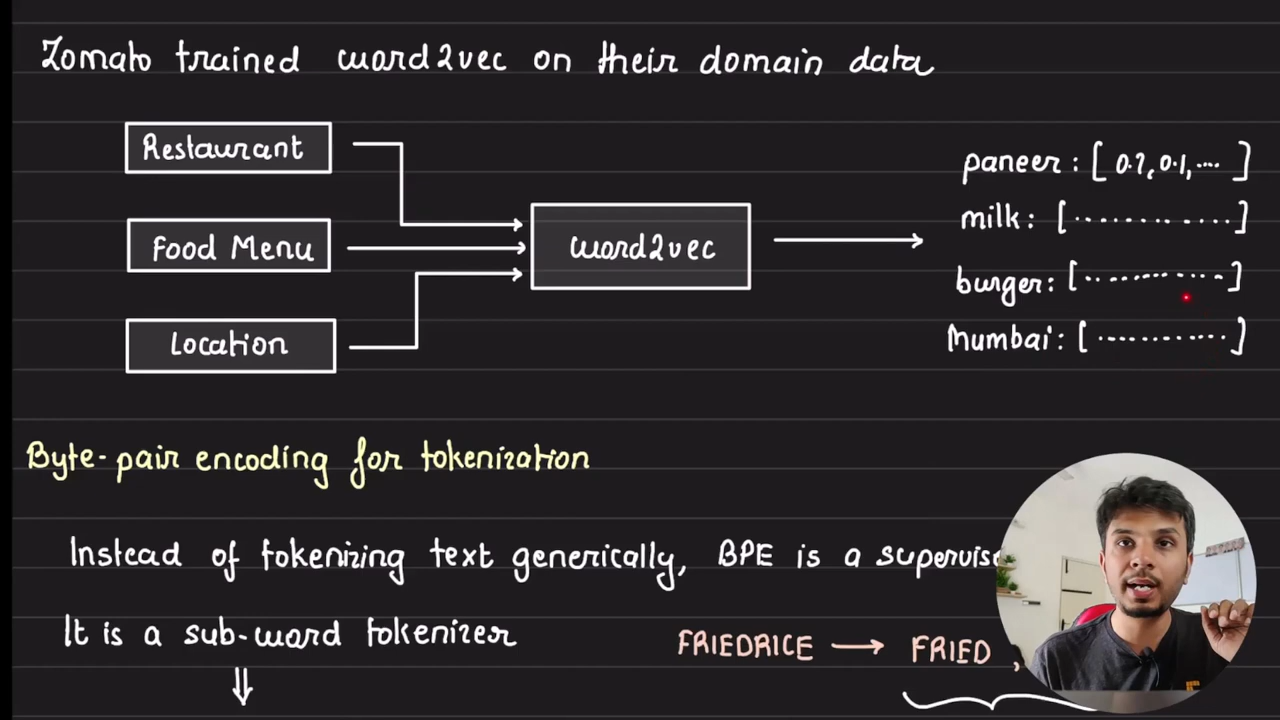 Zomato trained word2vec on their domain data
Restaurant
Food Menu
Location
word2vec
paneer : [ 0.2, 0.1, .... ]
milk : [ ............. ]
burger : [ ............. ]
Mumbai : [ ............. ]
Byte-pair encoding for tokenization
Instead of tokenizing text generically, BPE is a supervise
It is a sub-word tokenizer
FRIEDRICE → FRIED ,